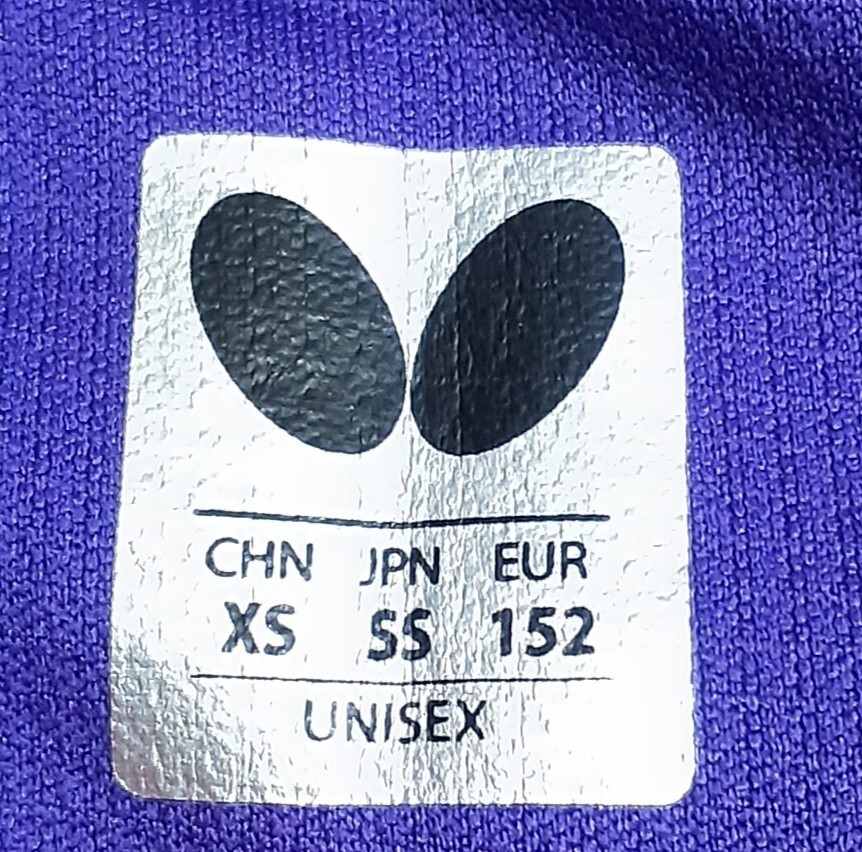 CHN JPN EUR
XS SS 152
UNISEX